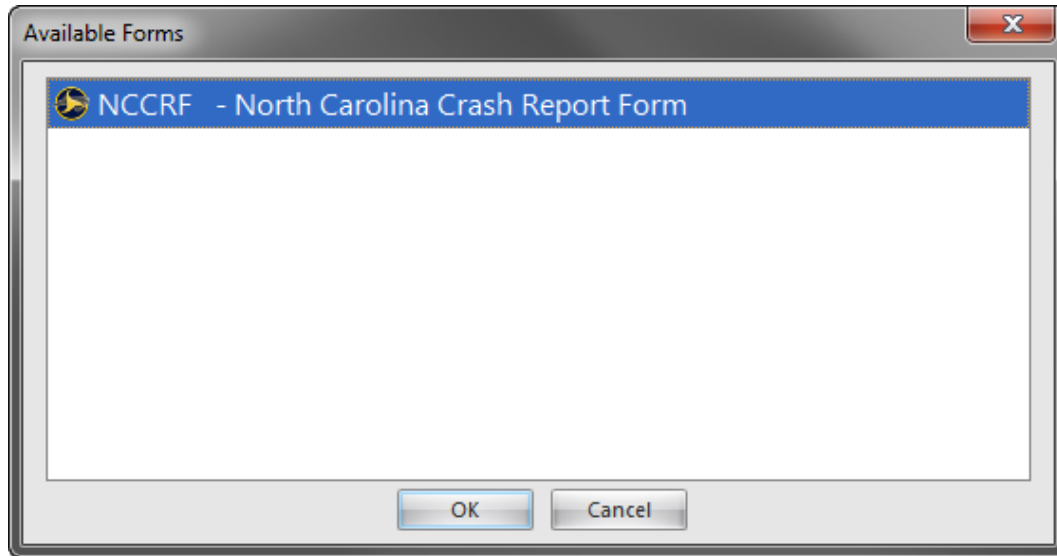 Available Forms
NCCRF - North Carolina Crash Report Form
OK
Cancel